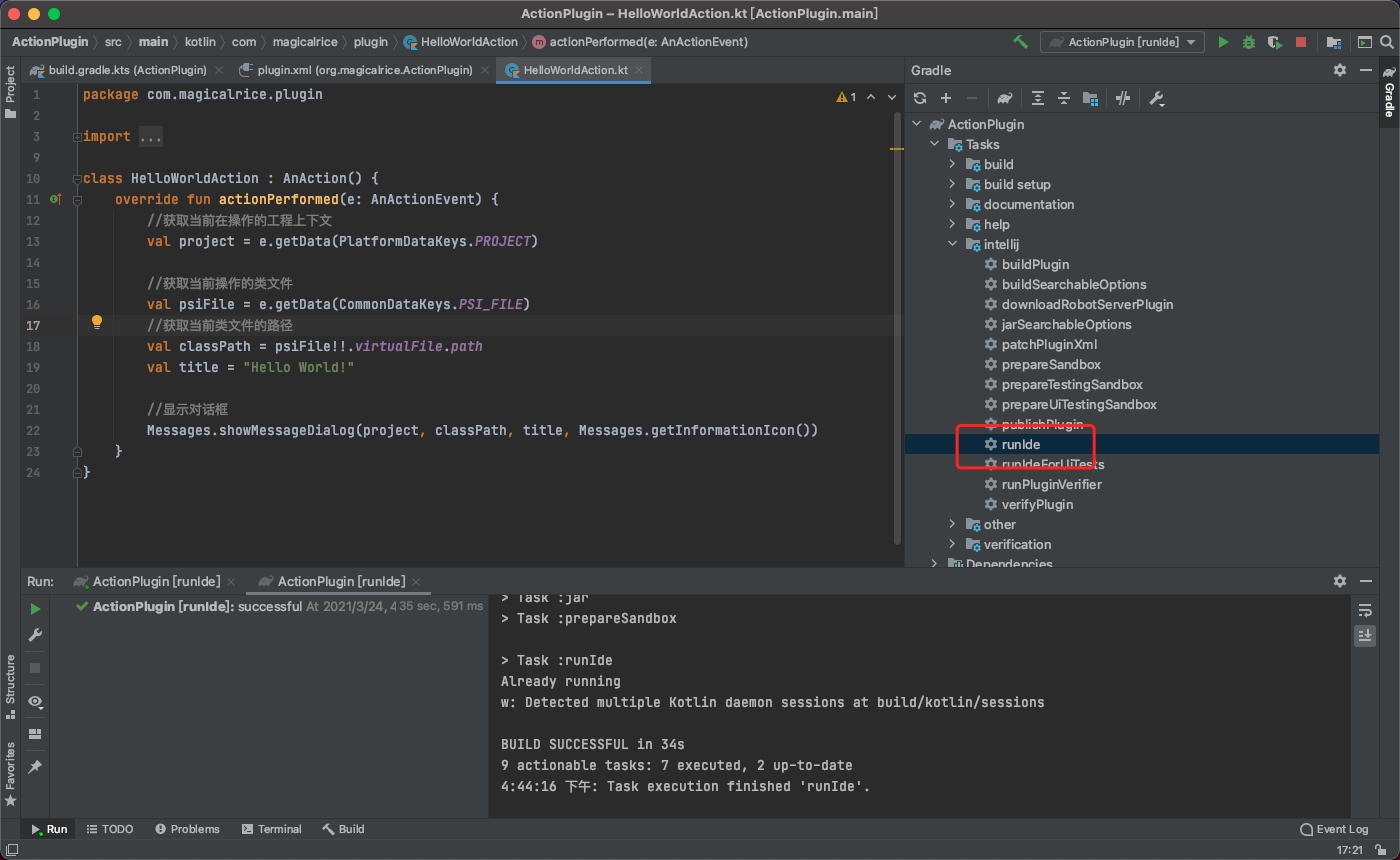 ActionPlugin – HelloWorldAction.kt [ActionPlugin.main]
ActionPlugin src main kotlin com magicalrice plugin HelloWorldAction actionPerformed(e: AnActionEvent)
ActionPlugin [runIde]
Project
build.gradle.kts (ActionPlugin)
plugin.xml (org.magicalrice.ActionPlugin)
HelloWorldAction.kt
1 package com.magicalrice.plugin
1
2
3 import ...
9
10 class HelloWorldAction : AnAction() {
11 override fun actionPerformed(e: AnActionEvent) {
12 //获取当前在操作的工程上下文
13 val project = e.getData(PlatformDataKeys.PROJECT)
14
15 //获取当前操作的类文件
16 val psiFile = e.getData(CommonDataKeys.PSI_FILE)
17 //获取当前类文件的路径
18 val classPath = psiFile!!.virtualFile.path
19 val title = "Hello World!"
20
21 //显示对话框
22 Messages.showMessageDialog(project, classPath, title, Messages.getInformationIcon())
23 }
24 }
Gradle
Gradle
ActionPlugin
Tasks
build
build setup
documentation
help
intellij
buildPlugin
buildSearchableOptions
downloadRobotServerPlugin
jarSearchableOptions
patchPluginXml
prepareSandbox
prepareTestingSandbox
prepareUiTestingSandbox
publishPlugin
runIde
runIdeForUiTests
runPluginVerifier
verifyPlugin
other
verification
Dependencies
Run:
ActionPlugin [runIde]
ActionPlugin [runIde]
ActionPlugin [runIde]: successful At 2021/3/24, 4 35 sec, 591 ms
> Task :jar
> Task :prepareSandbox
> Task :runIde
Already running
w: Detected multiple Kotlin daemon sessions at build/kotlin/sessions
BUILD SUCCESSFUL in 34s
9 actionable tasks: 7 executed, 2 up-to-date
4:44:16 下午: Task execution finished 'runIde'.
Structure
Favorites
Run
TODO
Problems
Terminal
Build
Event Log
17:21